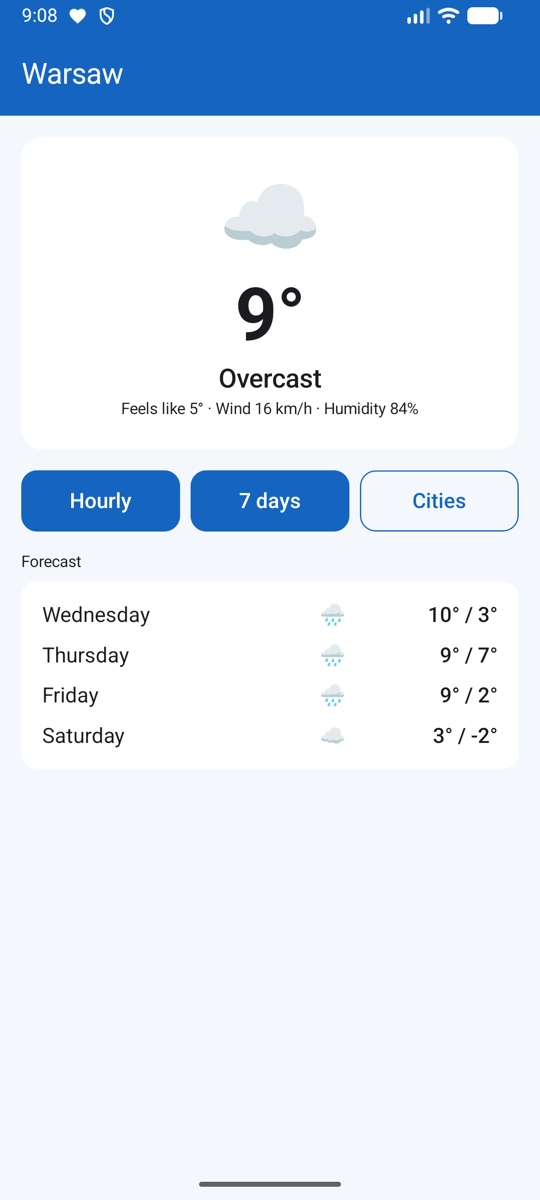 9:08
Warsaw
9°
Overcast
Feels like 5° · Wind 16 km/h · Humidity 84%
Hourly 7 days Cities
Forecast
Wednesday 10° / 3°
Thursday 9° / 7°
Friday 9° / 2°
Saturday 3° / -2°